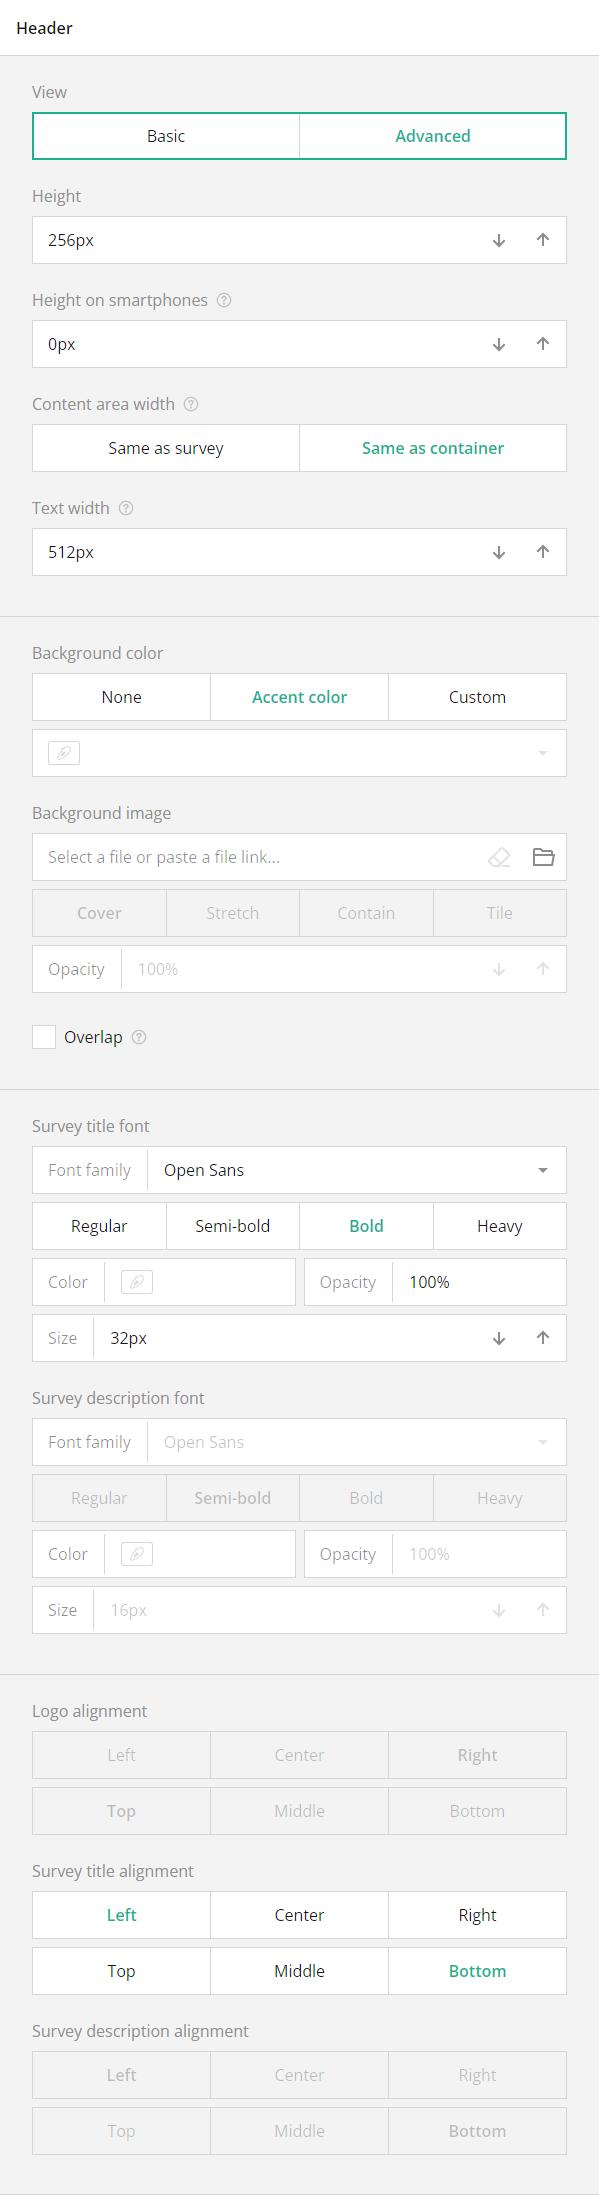 Header
View
Basic Advanced
Height
256px
Height on smartphones
0px
Content area width
Same as survey Same as container
Text width
512px
Background color
None Accent color Custom
Background image
Select a file or paste a file link...
Cover Stretch Contain Tile
Opacity 100%
Overlap
Survey title font
Font family Open Sans
Regular Semi-bold Bold Heavy
Color Opacity 100%
Size 32px
Survey description font
Font family Open Sans
Regular Semi-bold Bold Heavy
Color Opacity 100%
Size 16px
Logo alignment
Left Center Right
Top Middle Bottom
Survey title alignment
Left Center Right
Top Middle Bottom
Survey description alignment
Left Center Right
Top Middle Bottom